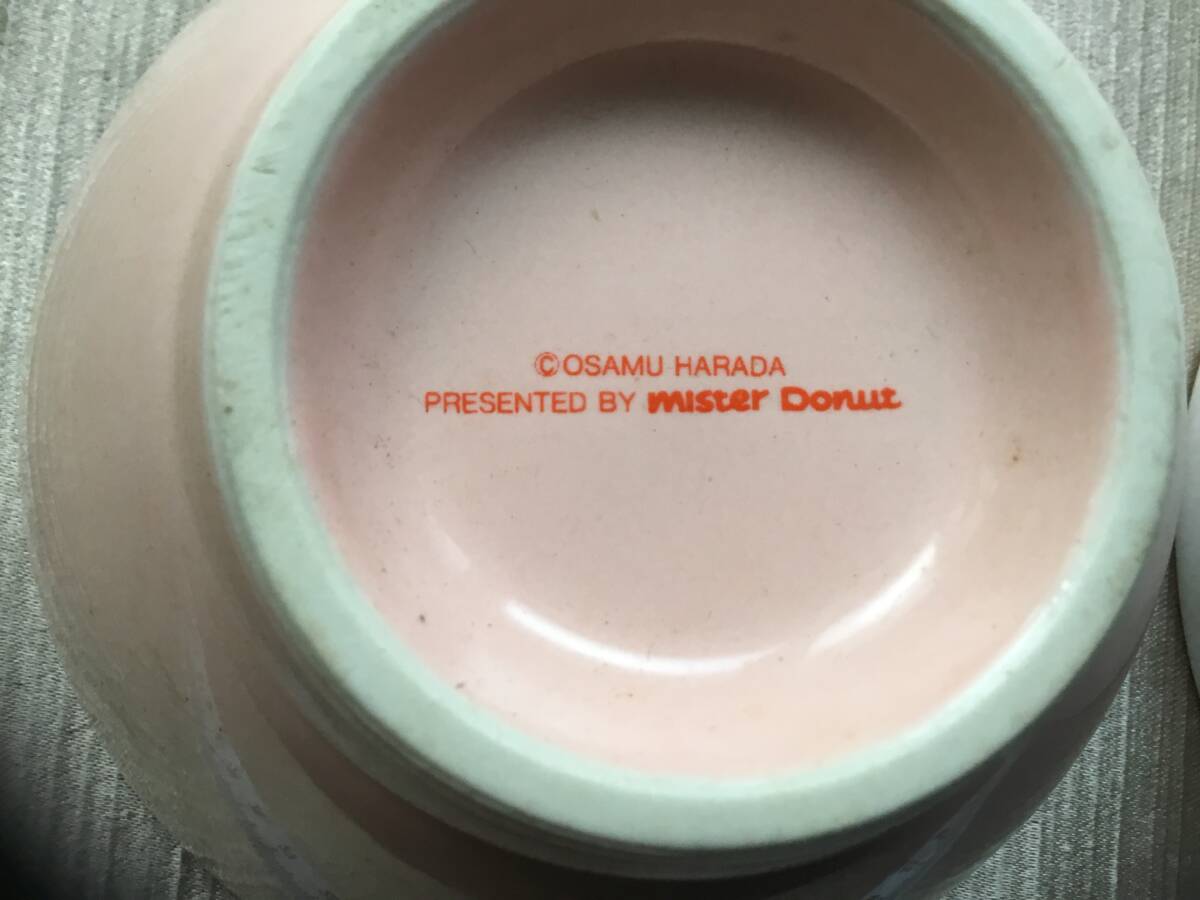 ©OSAMU HARADA
PRESENTED BY mister Donut